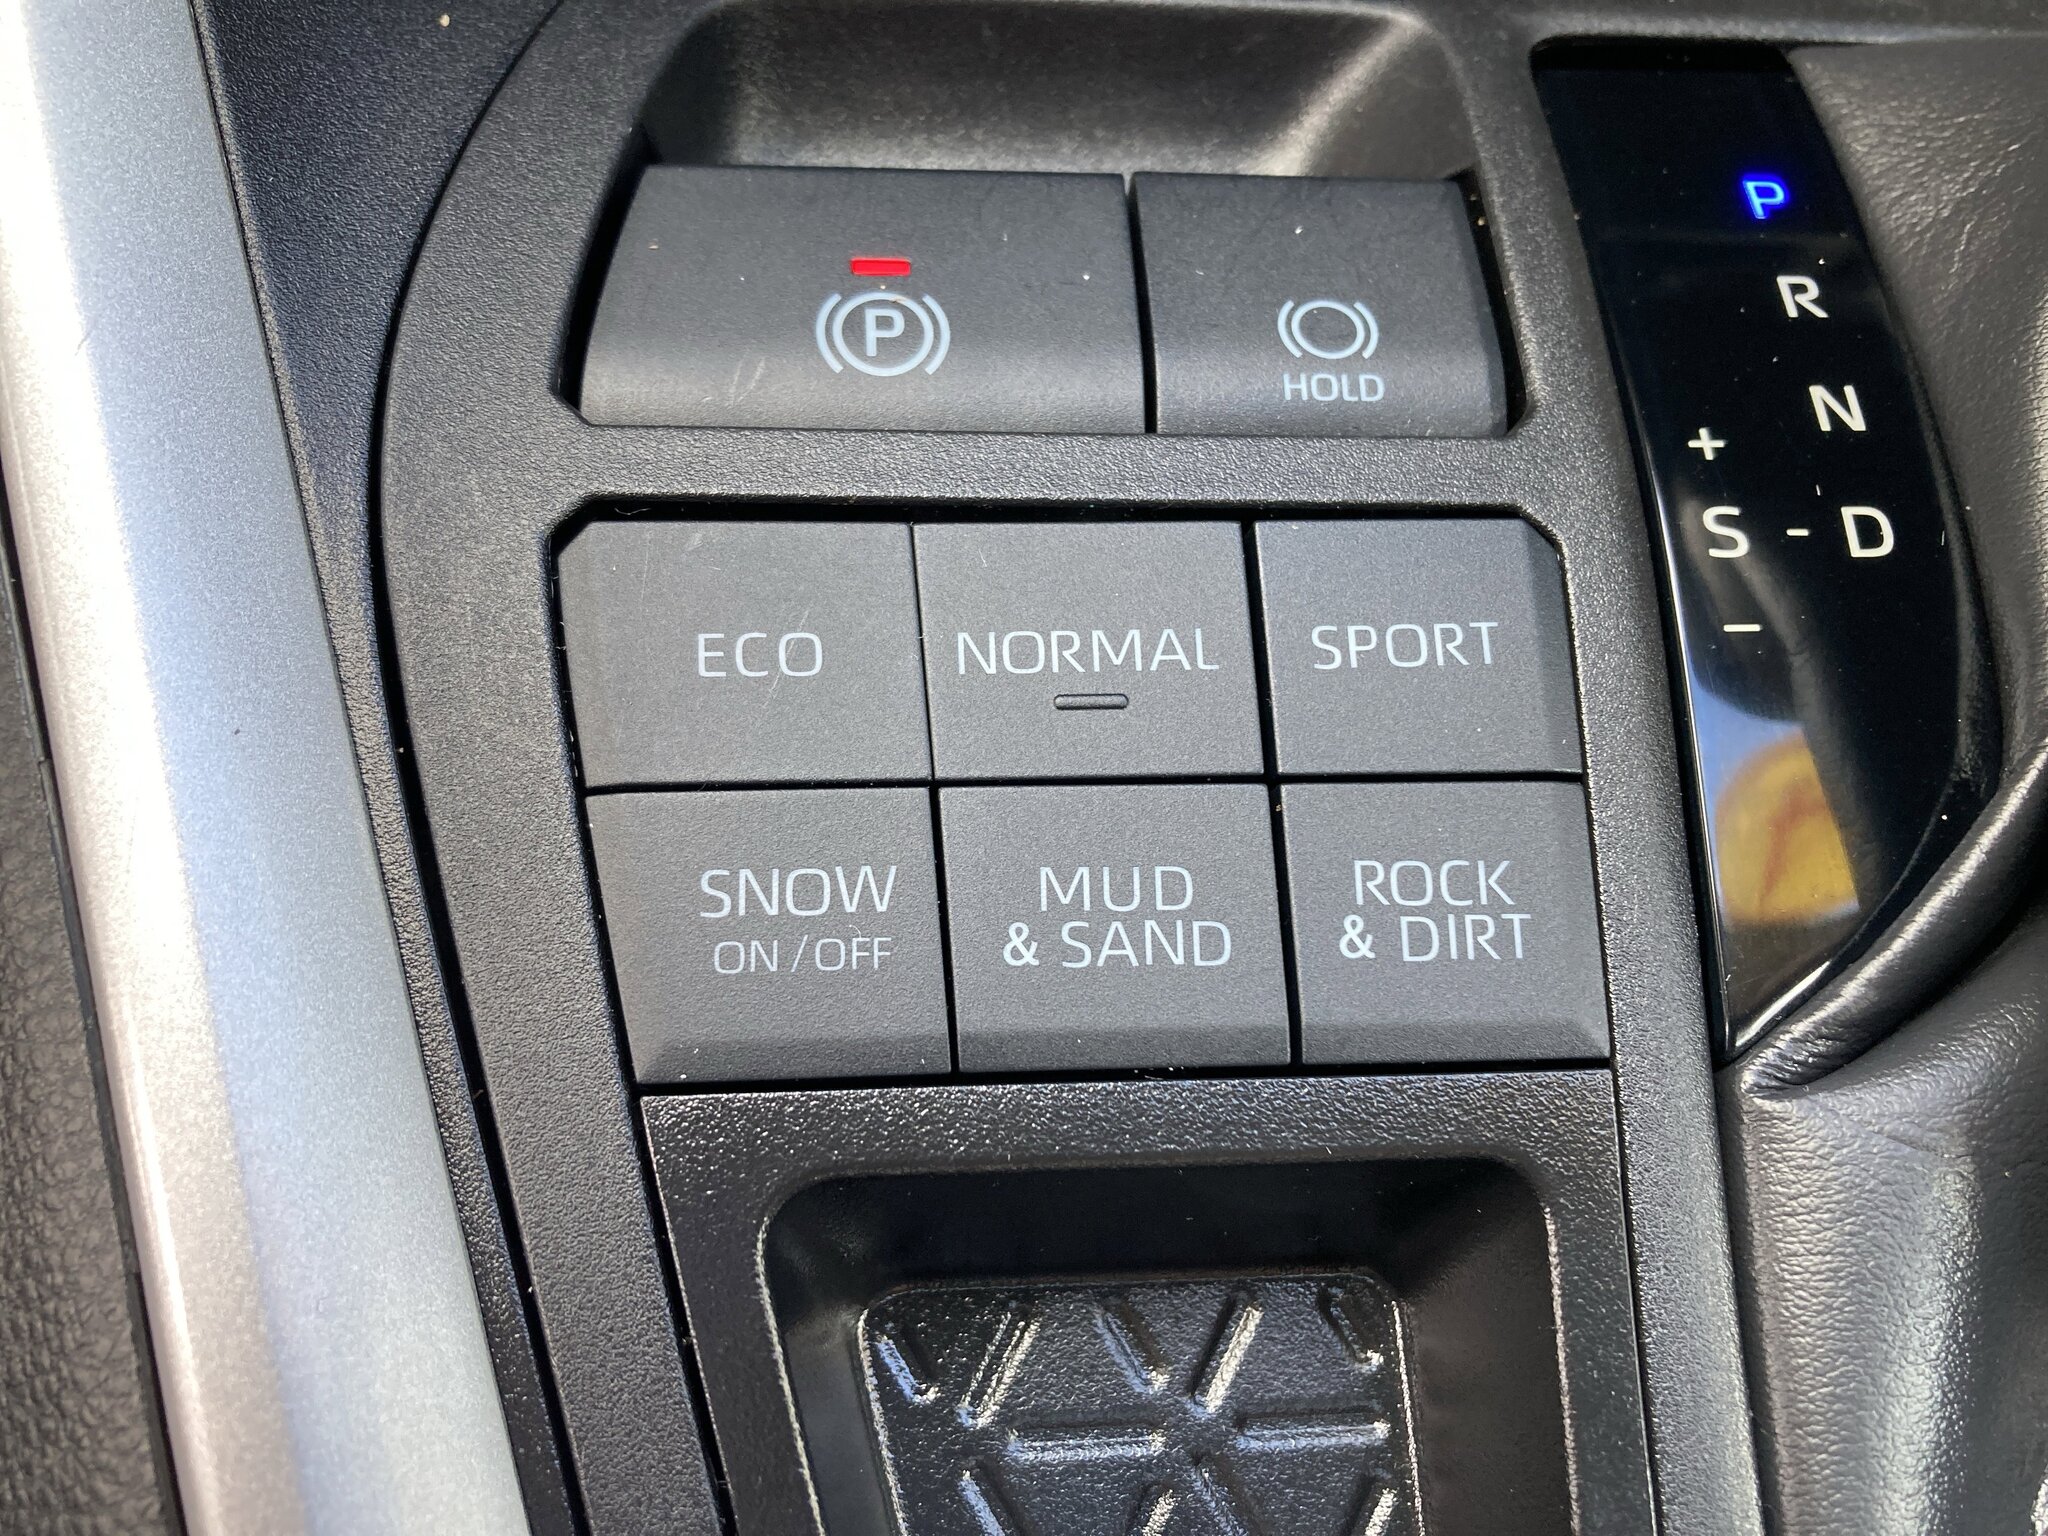 P
HOLD
ECO
NORMAL
SPORT
SNOW
ON / OFF
MUD
& SAND
ROCK
& DIRT
P
R
N
+
S - D
-